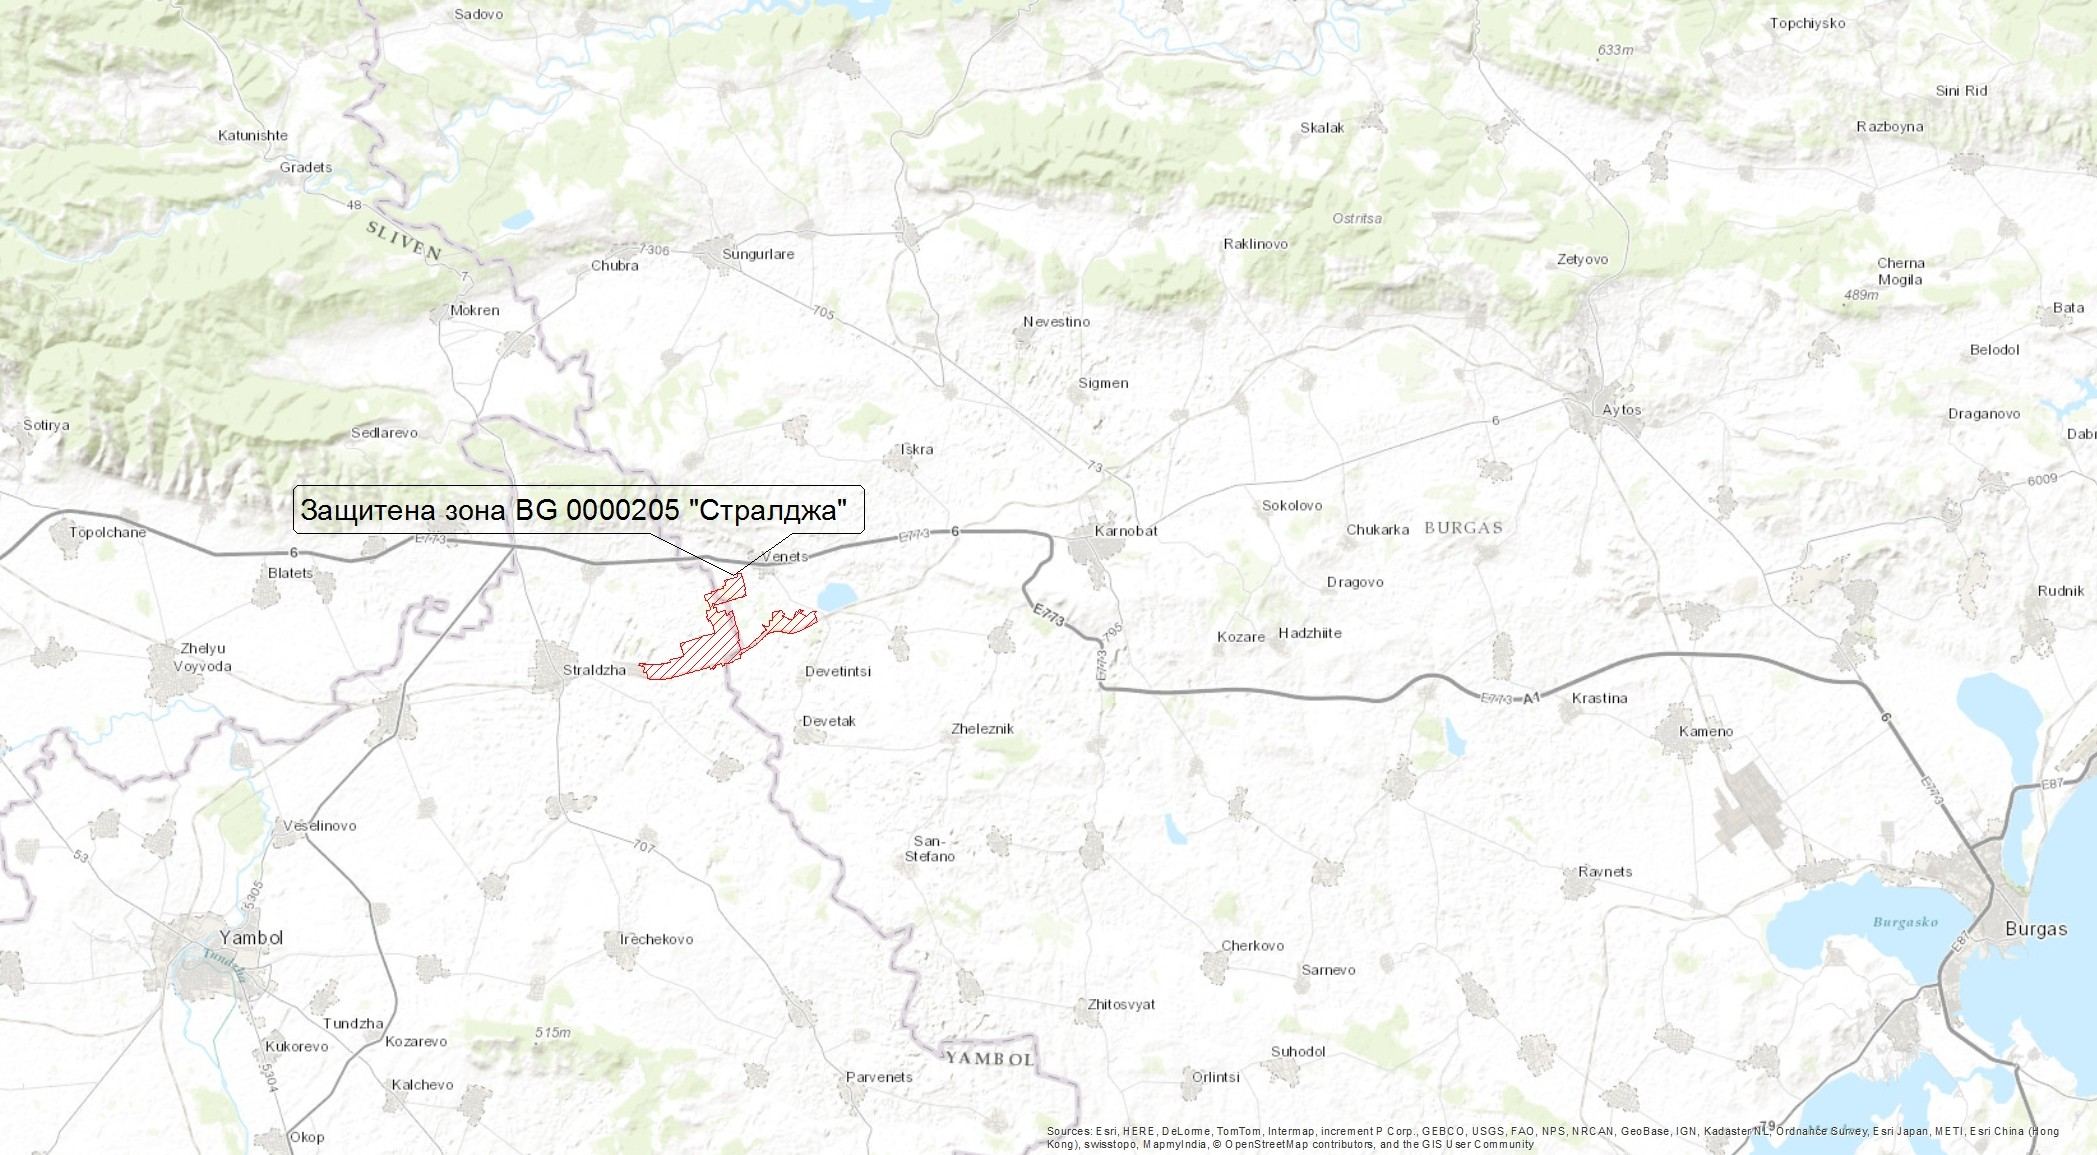 Sadovo
Topchiysko
633m
Sini Rid
Razboyna
Skalak
Katunishte
Gradets
48
SLIVEN
7
7306
Chubra
Sungurlare
Ostritsa
Raklinovo
Zetyovo
Cherna
Mogila
489m
Bata
Mokren
705
Nevestino
Belodol
Sigmen
Aytos
Draganovo
6
Sotirya
Sedlarevo
Iskra
73
6009
Защитена зона BG 0000205 "Стралджа"
Sokolovo
Chukarka
BURGAS
Karnobat
Topolchane
E773
6
Venets
E773
6
Blatets
Dragovo
Rudnik
E773
795
Kozare
Hadzhiite
Zhelyu
Voyvoda
Straldzha
Devetintsi
E773
E773
A4
Krastina
6
Devetak
Zheleznik
Kameno
E773
E87
Veselinovo
53
707
San-
Stefano
Ravnets
5305
Yambol
Tundzha
Irechekovo
Burgasko
Burgas
E87
Cherkovo
Sarnevo
Zhitosvyat
Tundzha
515m
Kukorevo
Kozarevo
YAMBOL
Suhodol
5304
Kalchevo
Parvenets
Orlintsi
Okop
79
Sources: Esri, HERE, DeLorme, TomTom, Intermap, increment P Corp., GEBCO, USGS, FAO, NPS, NRCAN, GeoBase, IGN, Kadaster NL, Ordnance Survey, Esri Japan, METI, Esri China (Hong
Kong), swisstopo, MapmyIndia, © OpenStreetMap contributors, and the GIS User Community